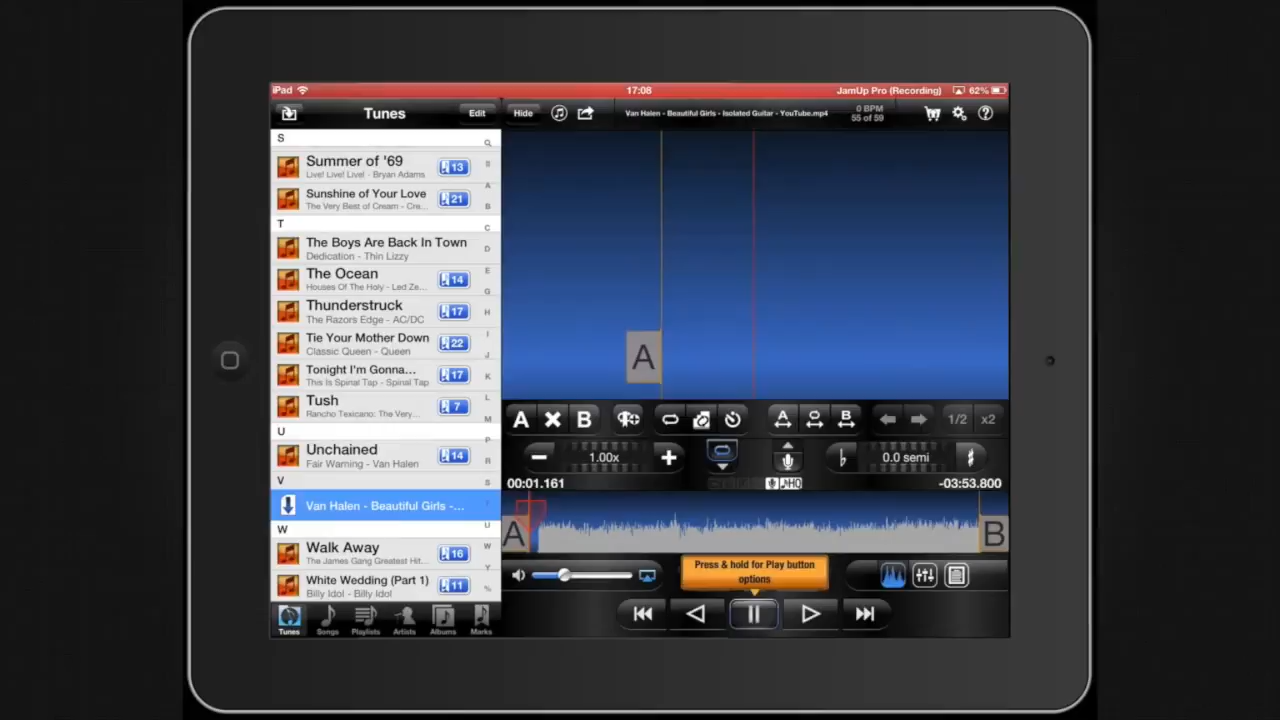 iPad
17:08
JamUp Pro (Recording)
62%
Tunes
Edit
Hide
Van Halen - Beautiful Girls - Isolated Guitar - YouTube.mp4
0 BPM
55 of 59
S
Summer of '69
Live! Live! Live! - Bryan Adams
13
Sunshine of Your Love
The Very Best of Cream - Cre...
21
T
The Boys Are Back In Town
Dedication - Thin Lizzy
The Ocean
Houses Of The Holy - Led Ze...
14
Thunderstruck
The Razors Edge - AC/DC
17
Tie Your Mother Down
Classic Queen - Queen
22
Tonight I'm Gonna...
This Is Spinal Tap - Spinal Tap
17
Tush
Rancho Texicano: The Very...
7
U
Unchained
Fair Warning - Van Halen
14
V
Van Halen - Beautiful Girls -...
W
Walk Away
The James Gang Greatest Hit...
16
White Wedding (Part 1)
Billy Idol - Billy Idol
11
Tunes
Songs
Playlists
Artists
Albums
Marks
A
A
B
A
O
B
1/2
x2
1.00x
0.0 semi
00:01.161
HQ
-03:53.800
A
B
Press & hold for Play button
options